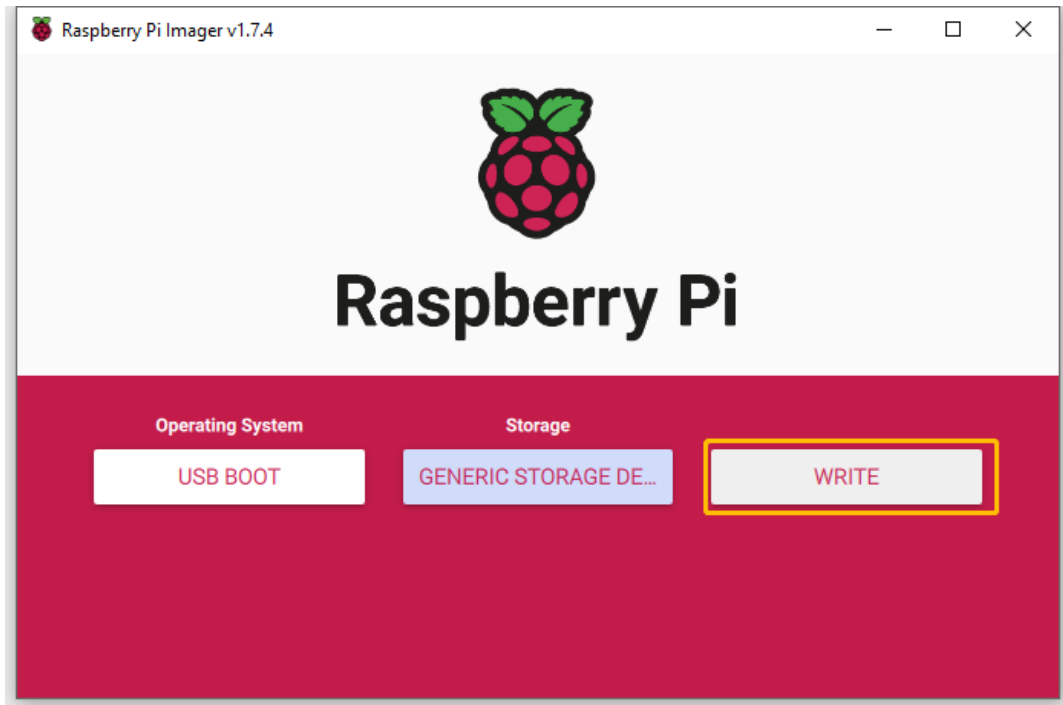 Raspberry Pi Imager v1.7.4
Raspberry Pi
Operating System
Storage
USB BOOT
GENERIC STORAGE DE...
WRITE